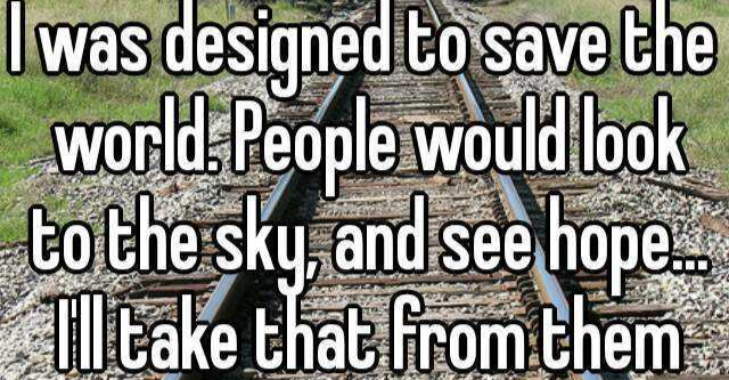 I was designed to save the
world. People would look
to the sky, and see hope...
I'll take that from them